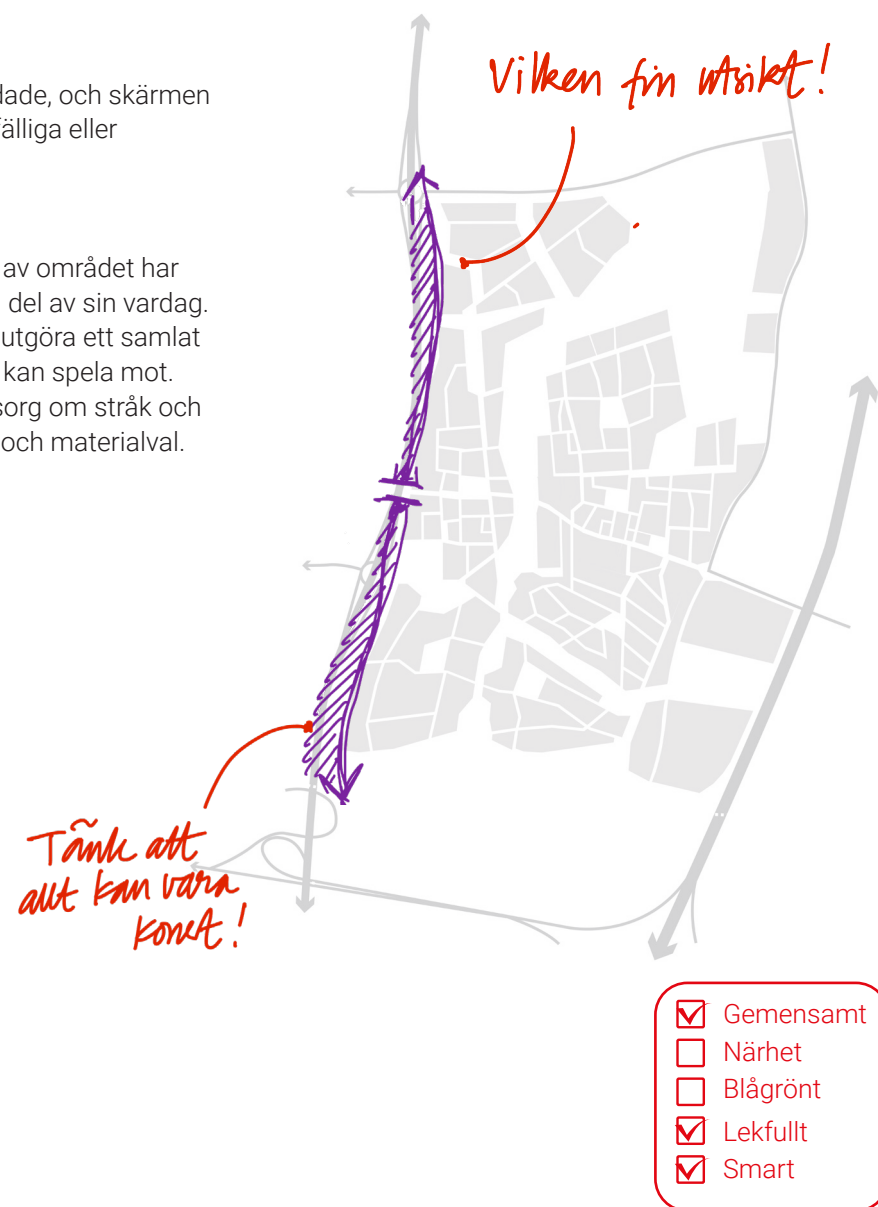 dade, och skärmen
fälliga eller
av området har
del av sin vardag.
utgöra ett samlat
kan spela mot.
sorg om stråk och
och materialval.
Vilken fin utsikt!
Tänk att
allt kan vara
konst!
Gemensamt
Närhet
Blågrönt
Lekfullt
Smart